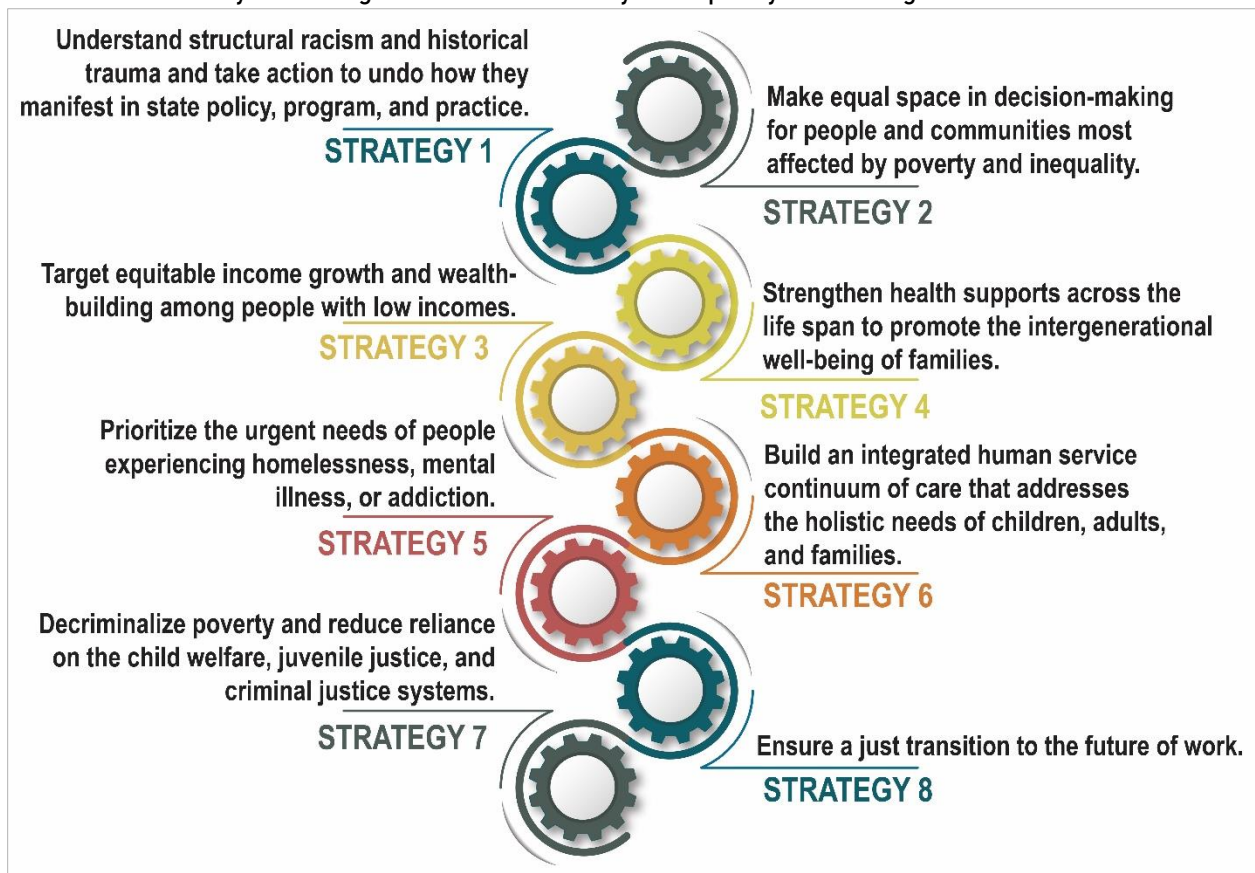 Understand structural racism and historical
trauma and take action to undo how they
manifest in state policy, program, and practice.
STRATEGY 1
Make equal space in decision-making
for people and communities most
affected by poverty and inequality.
STRATEGY 2
Target equitable income growth and wealth-
building among people with low incomes.
STRATEGY 3
Strengthen health supports across the
life span to promote the intergenerational
well-being of families.
STRATEGY 4
Prioritize the urgent needs of people
experiencing homelessness, mental
illness, or addiction.
STRATEGY 5
Build an integrated human service
continuum of care that addresses
the holistic needs of children, adults,
and families.
STRATEGY 6
Decriminalize poverty and reduce reliance
on the child welfare, juvenile justice, and
criminal justice systems.
STRATEGY 7
Ensure a just transition to the future of work.
STRATEGY 8